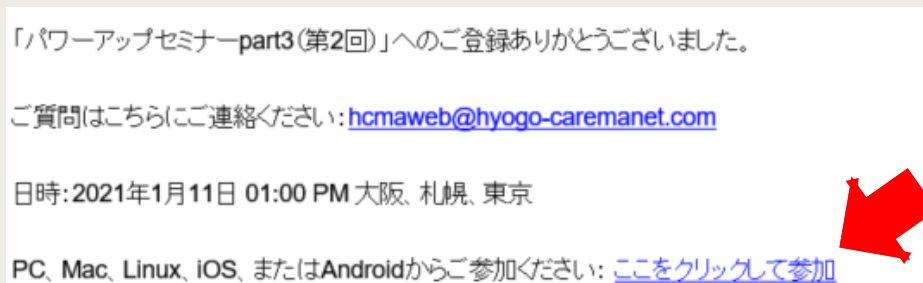 「パワーアップセミナーpart3（第2回）」へのご登録ありがとうございました。
ご質問はこちらにご連絡ください：hcmaweb@hyogo-caremanet.com
日時：2021年1月11日 01:00 PM 大阪、札幌、東京
PC、Mac、Linux、iOS、またはAndroidからご参加ください： ここをクリックして参加